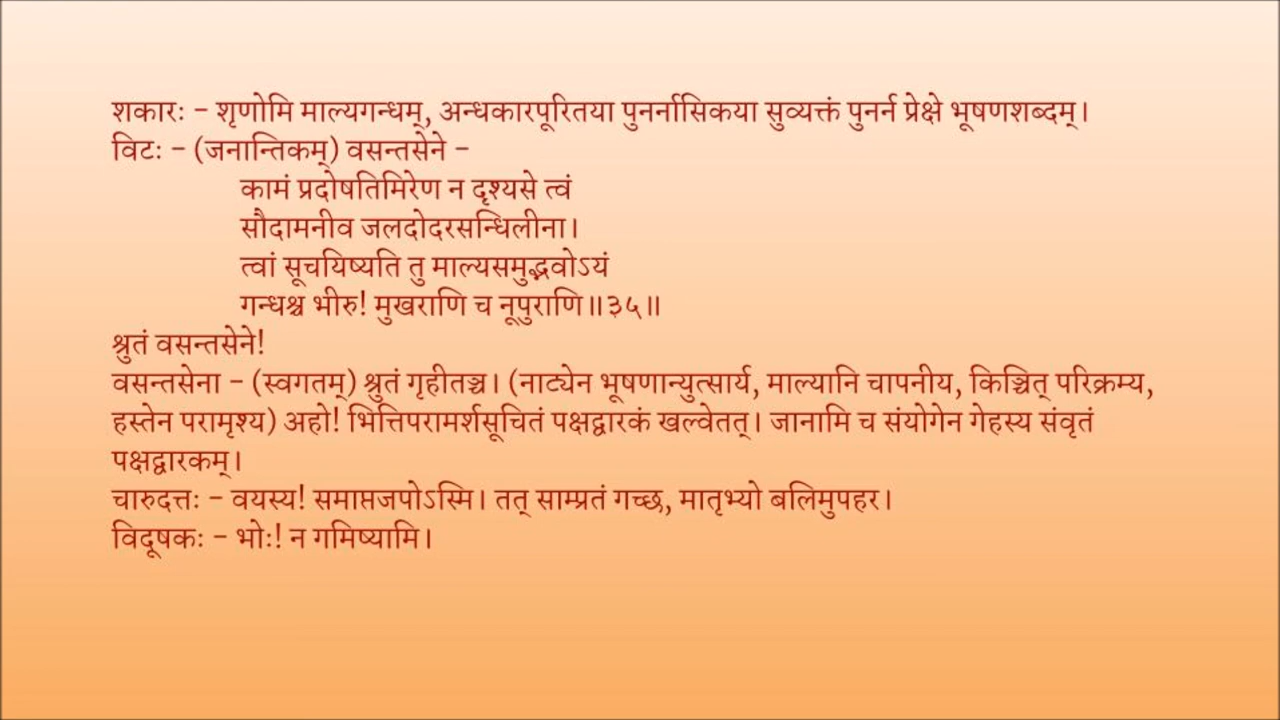 शकारः – शृणोमि माल्यगन्धम्, अन्धकारपूरितया पुनर्नासिकया सुव्यक्तं पुनर्न प्रेक्षे भूषणशब्दम्।
विटः – (जनान्तिकम्) वसन्तसेने –
कामं प्रदोषतिमिरेण न दृश्यसे त्वं
सौदामनीव जलदोदरसन्धिलीना।
त्वां सूचयिष्यति तु माल्यसमुद्भवोऽयं
गन्धश्च भीरु! मुखराणि च नूपुराणि॥३५॥
श्रुतं वसन्तसेने!
वसन्तसेना – (स्वगतम्) श्रुतं गृहीतञ्च। (नाट्येन भूषणान्युत्सार्य, माल्यानि चापनीय, किञ्चित् परिक्रम्य,
हस्तेन परामृश्य) अहो! भित्तिपरामर्शसूचितं पक्षद्वारकं खल्वेतत्। जानामि च संयोगेन गेहस्य संवृतं
पक्षद्वारकम्।
चारुदत्तः – वयस्य! समाप्तजपोऽस्मि। तत् साम्प्रतं गच्छ, मातृभ्यो बलिमुपहर।
विदूषकः – भोः! न गमिष्यामि।